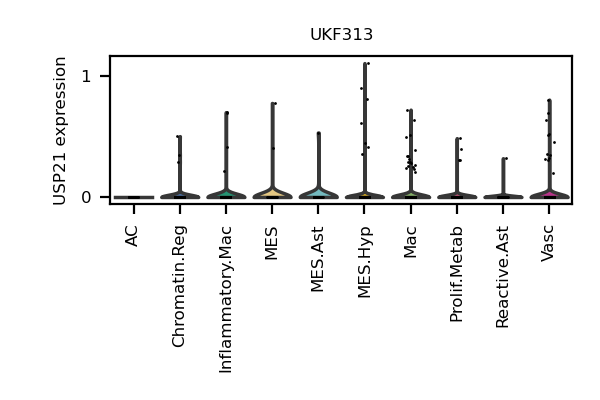 UKF313
USP21 expression
1
0
AC
Chromatin.Reg
Inflammatory.Mac
MES
MES.Ast
MES.Hyp
Mac
Prolif.Metab
Reactive.Ast
Vasc